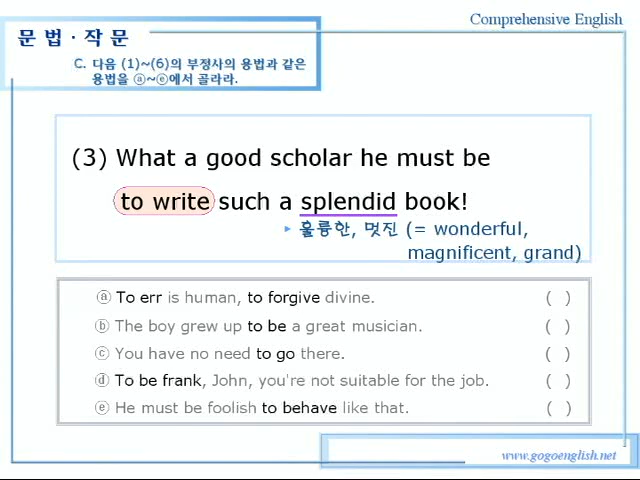 Comprehensive English
문 법 · 작 문
C. 다음 (1)~(6)의 부정사의 용법과 같은
용법을 ⓐ~ⓔ에서 골라라.
(3) What a good scholar he must be
to write such a splendid book!
▸ 훌륭한, 멋진 (= wonderful,
magnificent, grand)
ⓐ To err is human, to forgive divine. ( )
ⓑ The boy grew up to be a great musician. ( )
ⓒ You have no need to go there. ( )
ⓓ To be frank, John, you're not suitable for the job. ( )
ⓔ He must be foolish to behave like that. ( )
www.gogoenglish.net